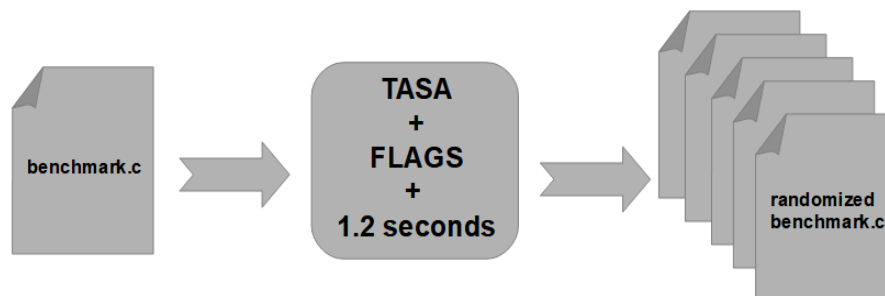 benchmark.c
TASA
+
FLAGS
+
1.2 seconds
randomized
benchmark.c